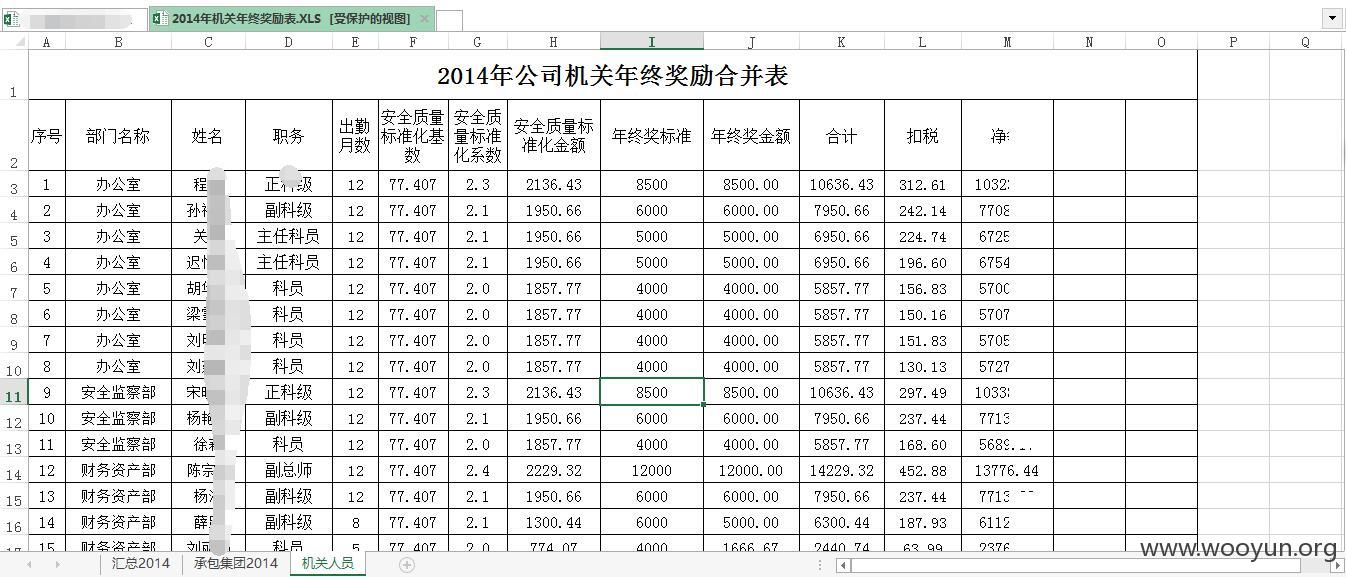 2014年机关年终奖励表.XLS [受保护的视图]
A B C D E F G H I J K L M N O P Q
1 2014年公司机关年终奖励合并表
2 序号 部门名称 姓名 职务 出勤月数 安全质量标准化基数 安全质量标准化系数 安全质量标准化金额 年终奖标准 年终奖金额 合计 扣税 净
3 1 办公室 程 正科级 12 77.407 2.3 2136.43 8500 8500.00 10636.43 312.61 1032
4 2 办公室 孙 副科级 12 77.407 2.1 1950.66 6000 6000.00 7950.66 242.14 7708
5 3 办公室 关 主任科员 12 77.407 2.1 1950.66 5000 5000.00 6950.66 224.74 6725
6 4 办公室 迟 主任科员 12 77.407 2.1 1950.66 5000 5000.00 6950.66 196.60 6754
7 5 办公室 胡 科员 12 77.407 2.0 1857.77 4000 4000.00 5857.77 156.83 570
8 6 办公室 梁 科员 12 77.407 2.0 1857.77 4000 4000.00 5857.77 150.16 5707
9 7 办公室 刘 科员 12 77.407 2.0 1857.77 4000 4000.00 5857.77 151.83 5705
10 8 办公室 刘 科员 12 77.407 2.0 1857.77 4000 4000.00 5857.77 130.13 5727
11 9 安全监察部 宋 正科级 12 77.407 2.3 2136.43 8500 8500.00 10636.43 297.49 1033
12 10 安全监察部 杨 副科级 12 77.407 2.1 1950.66 6000 6000.00 7950.66 237.44 7713
13 11 安全监察部 徐 科员 12 77.407 2.0 1857.77 4000 4000.00 5857.77 168.60 5689
14 12 财务资产部 陈宗 副总师 12 77.407 2.4 2229.32 12000 12000.00 14229.32 452.88 13776.44
15 13 财务资产部 杨 副科级 12 77.407 2.1 1950.66 6000 6000.00 7950.66 237.44 7713
16 14 财务资产部 薛 副科级 8 77.407 2.1 1300.44 6000 5000.00 6300.44 187.93 6112
15 财务资产部 刘 科员 5 77.407 2.0 774.07 4000 1666.67 2440.74 63.99 2376
www.wooyun.org
汇总2014 承包集团2014 机关人员